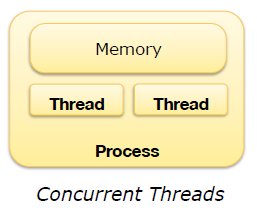 Memory
Thread Thread
Process
Concurrent Threads